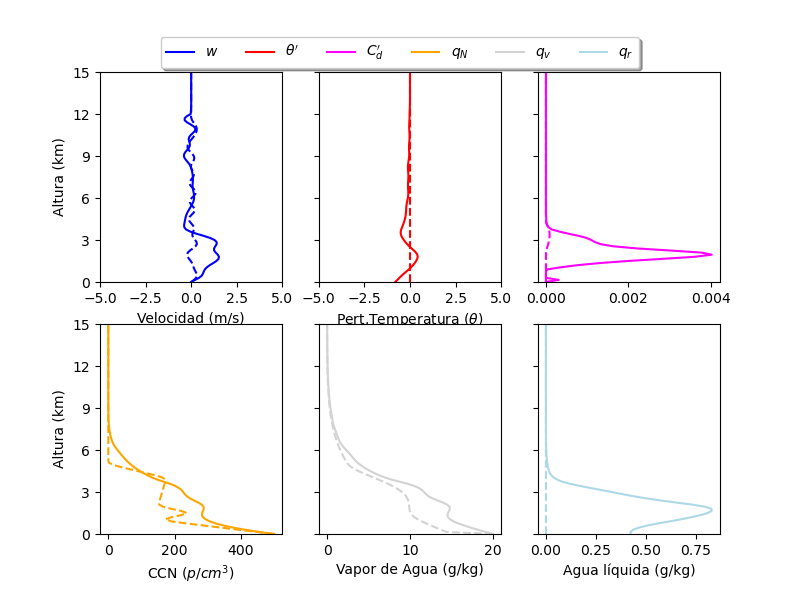 w θ′ C′d qN qv qr
15
12
9
6
3
0
Altura (km)
−5.0 −2.5 0.0 2.5 5.0
Velocidad (m/s)
−5.0 −2.5 0.0 2.5 5.0
Pert.Temperatura (θ)
0.000 0.002 0.004
15
12
9
6
3
0
Altura (km)
0 200 400
CCN (p/cm³)
0 10 20
Vapor de Agua (g/kg)
0.00 0.25 0.50 0.75
Agua líquida (g/kg)